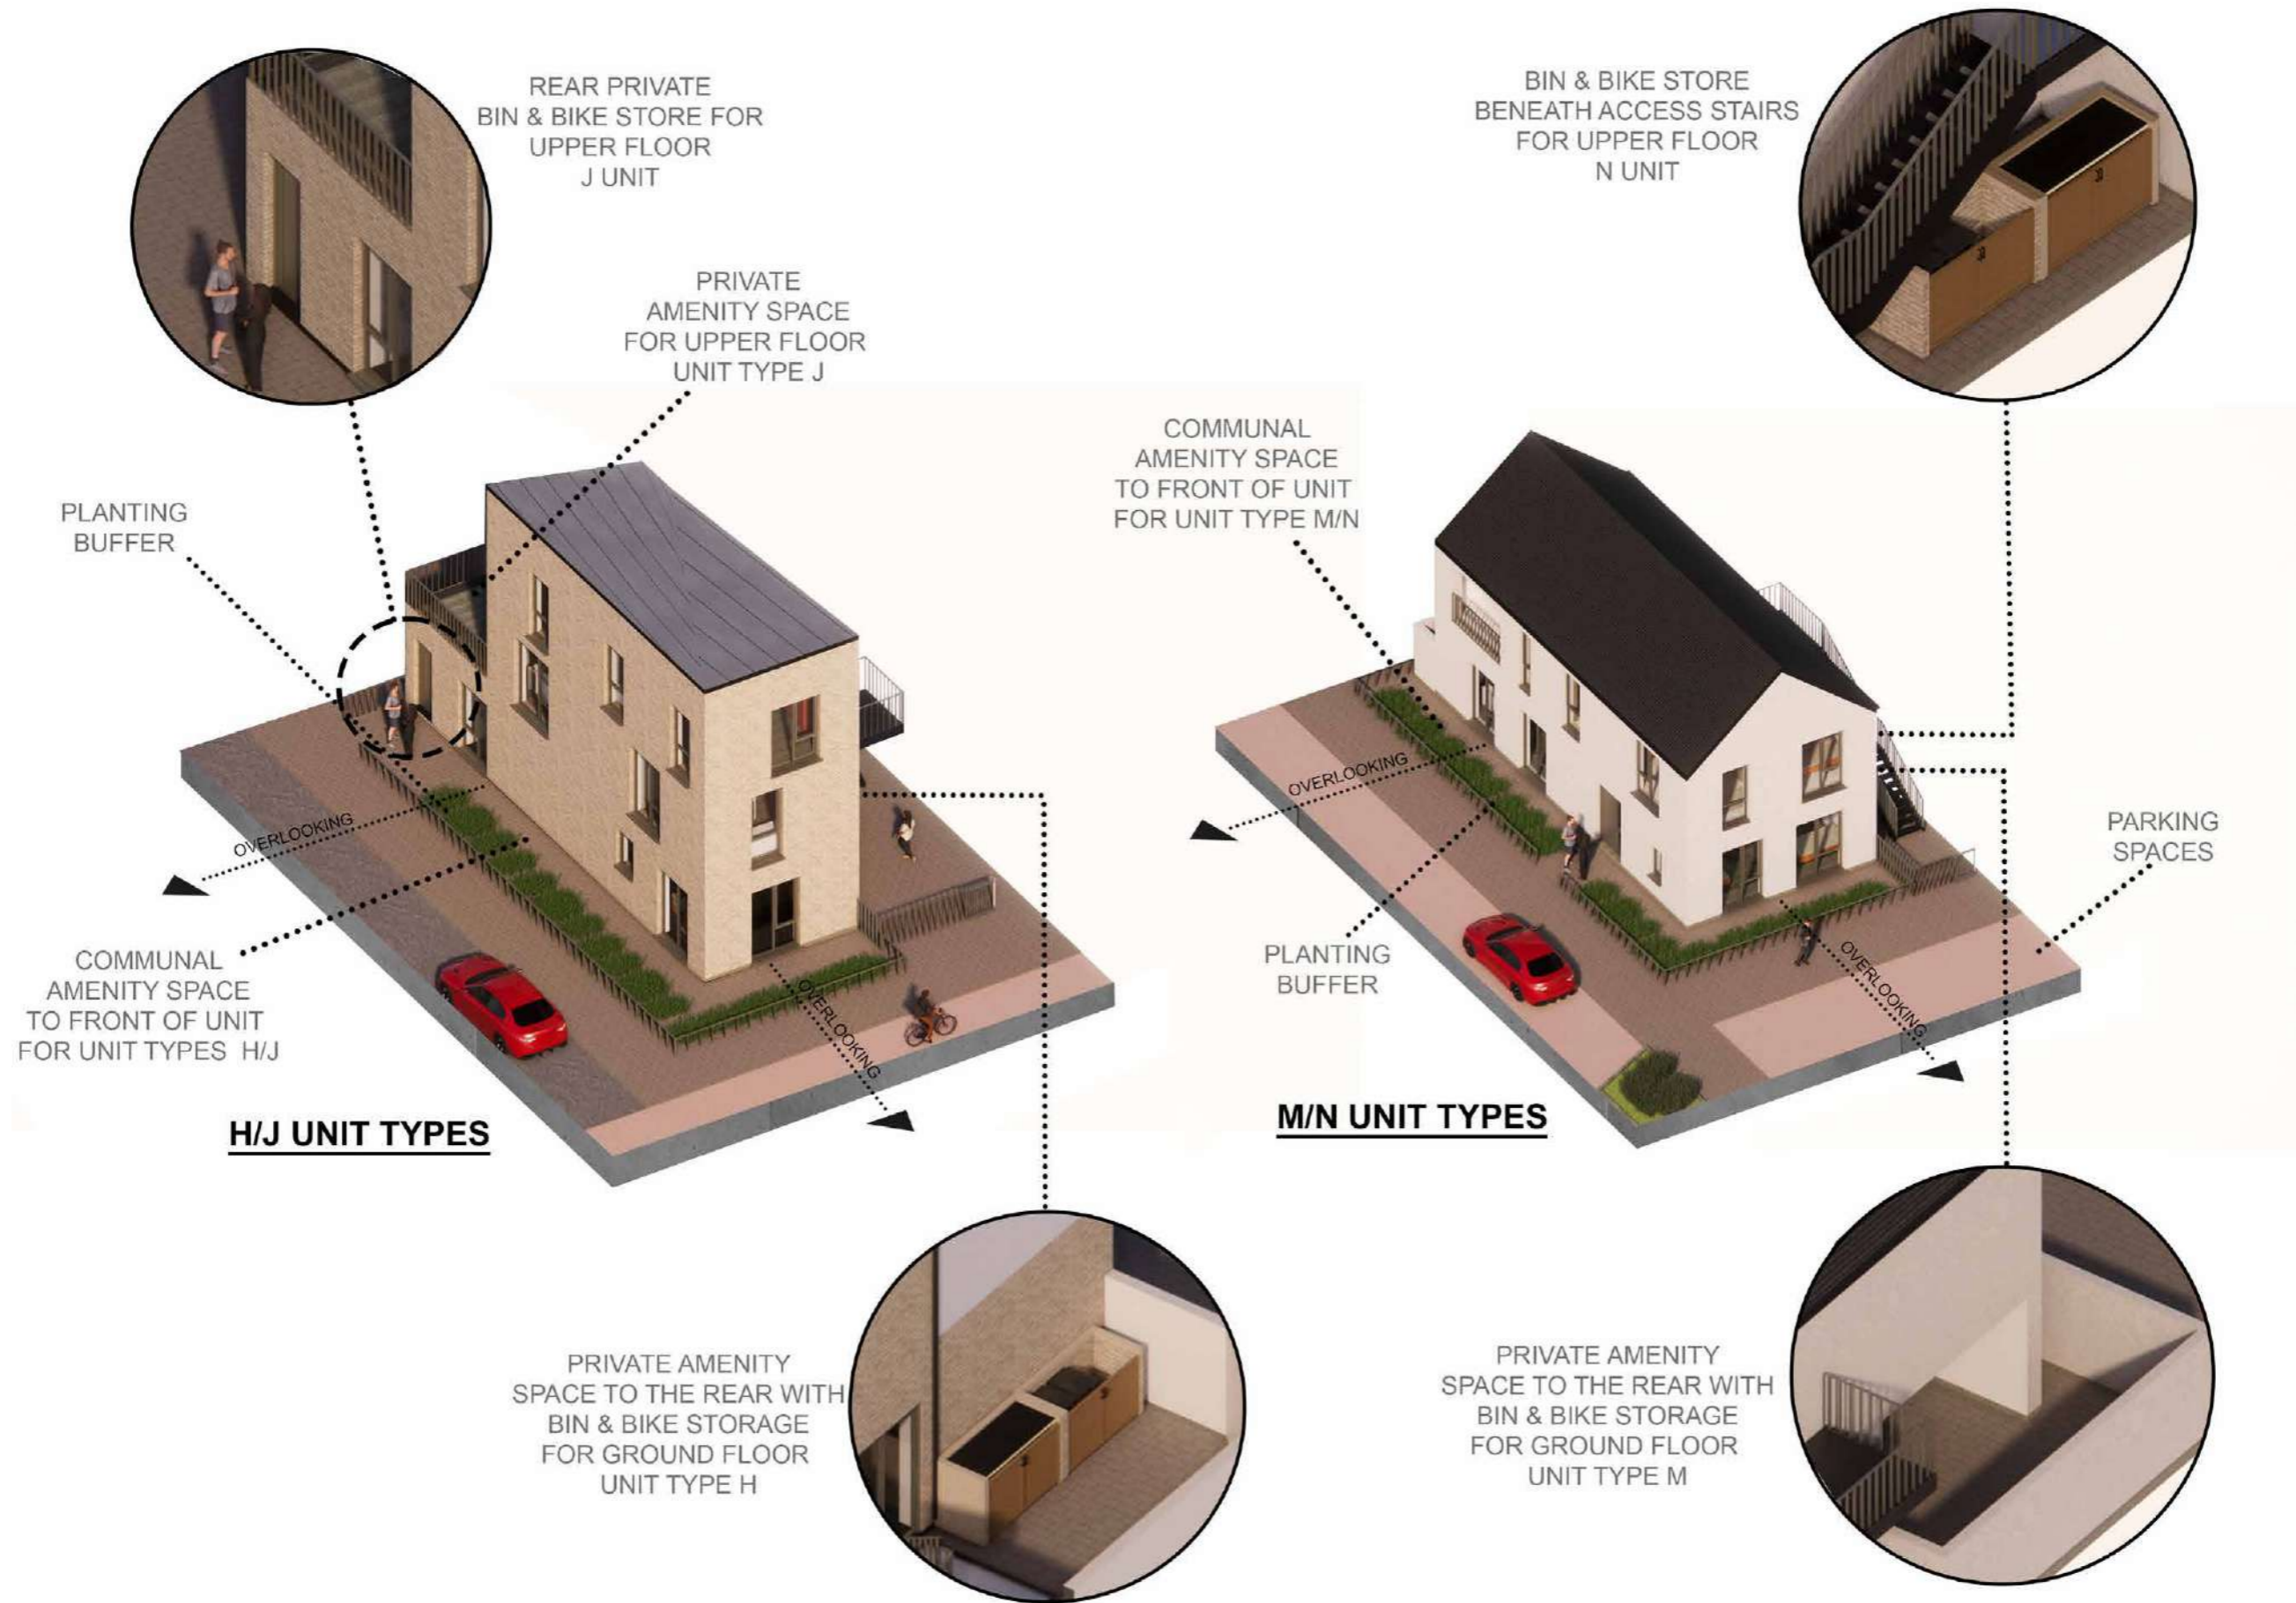 REAR PRIVATE
BIN & BIKE STORE FOR
UPPER FLOOR
J UNIT
PRIVATE
AMENITY SPACE
FOR UPPER FLOOR
UNIT TYPE J
PLANTING
BUFFER
OVERLOOKING
COMMUNAL
AMENITY SPACE
TO FRONT OF UNIT
FOR UNIT TYPES H/J
OVERLOOKING
H/J UNIT TYPES
PRIVATE AMENITY
SPACE TO THE REAR WITH
BIN & BIKE STORAGE
FOR GROUND FLOOR
UNIT TYPE H
BIN & BIKE STORE
BENEATH ACCESS STAIRS
FOR UPPER FLOOR
N UNIT
COMMUNAL
AMENITY SPACE
TO FRONT OF UNIT
FOR UNIT TYPE M/N
OVERLOOKING
PARKING
SPACES
PLANTING
BUFFER
OVERLOOKING
M/N UNIT TYPES
PRIVATE AMENITY
SPACE TO THE REAR WITH
BIN & BIKE STORAGE
FOR GROUND FLOOR
UNIT TYPE M